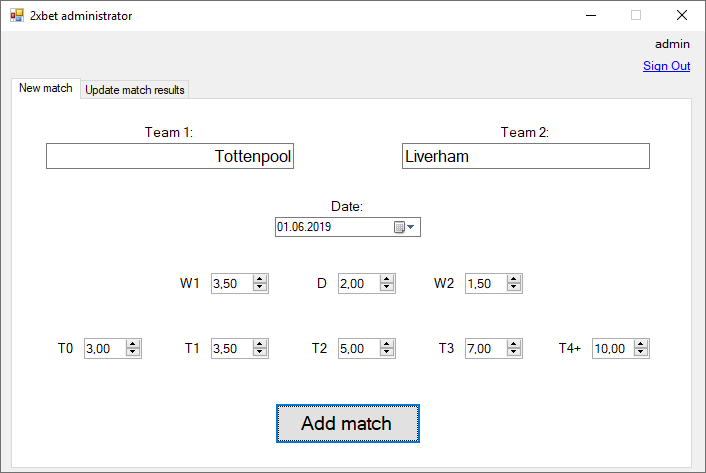 2xbet administrator
admin
Sign Out
New match Update match results
Team 1: Team 2:
Tottenpool Liverham
Date:
01.06.2019
W1 3,50 D 2,00 W2 1,50
T0 3,00 T1 3,50 T2 5,00 T3 7,00 T4+ 10,00
Add match